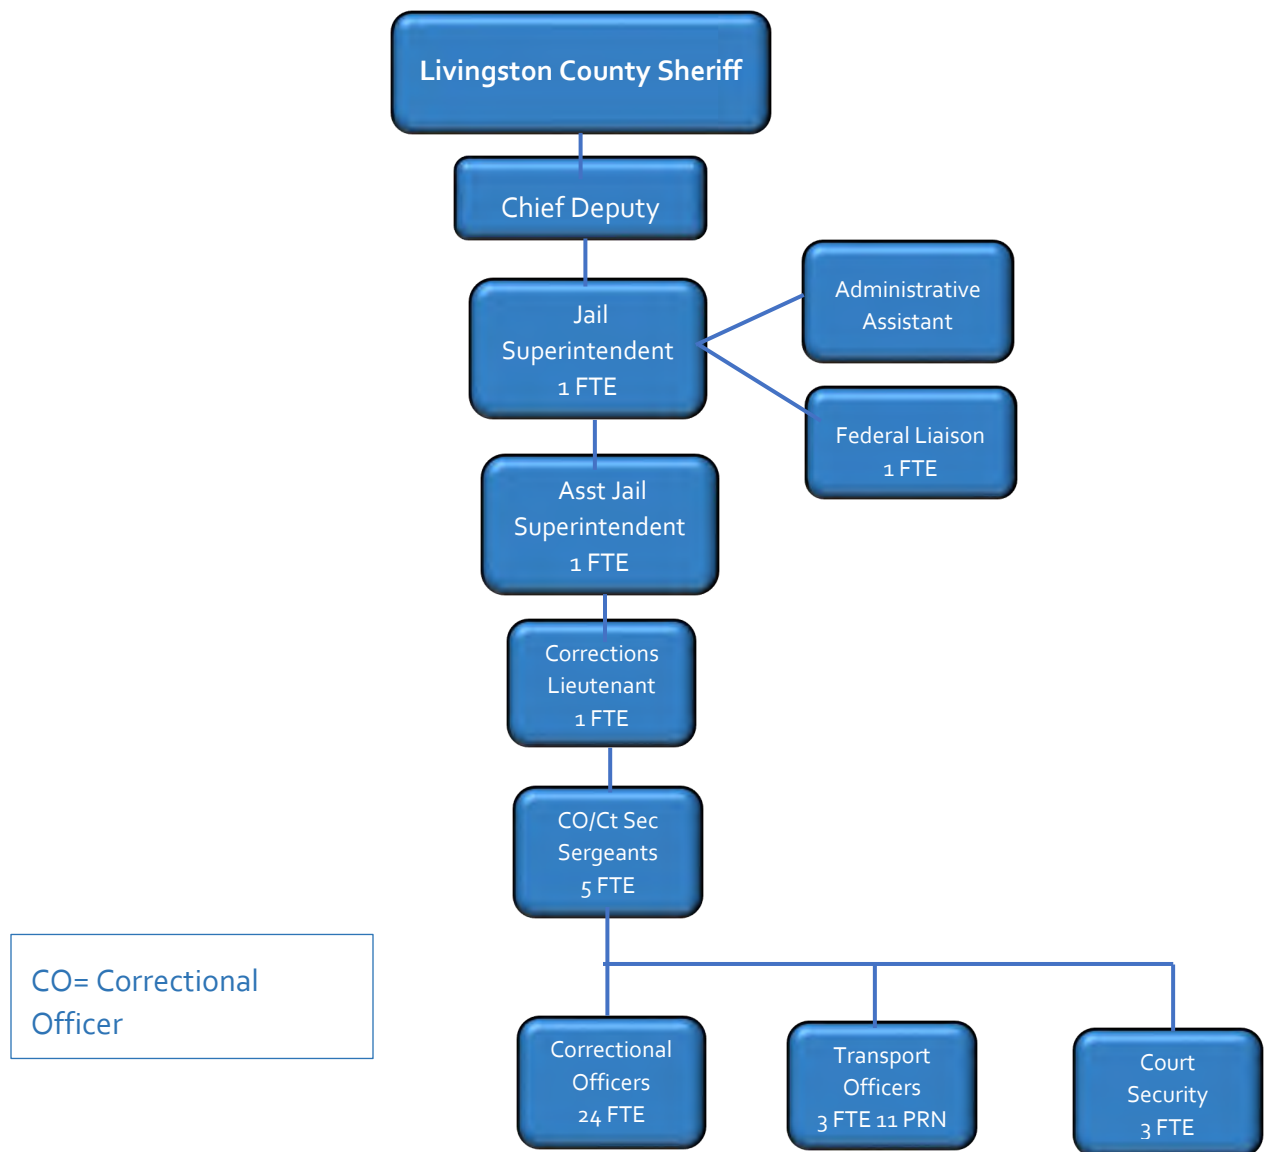 Livingston County Sheriff
Chief Deputy
Jail
Superintendent
1 FTE
Administrative
Assistant
Federal Liaison
1 FTE
Asst Jail
Superintendent
1 FTE
Corrections
Lieutenant
1 FTE
CO/Ct Sec
Sergeants
5 FTE
CO= Correctional
Officer
Correctional
Officers
24 FTE
Transport
Officers
3 FTE 11 PRN
Court
Security
3 FTE